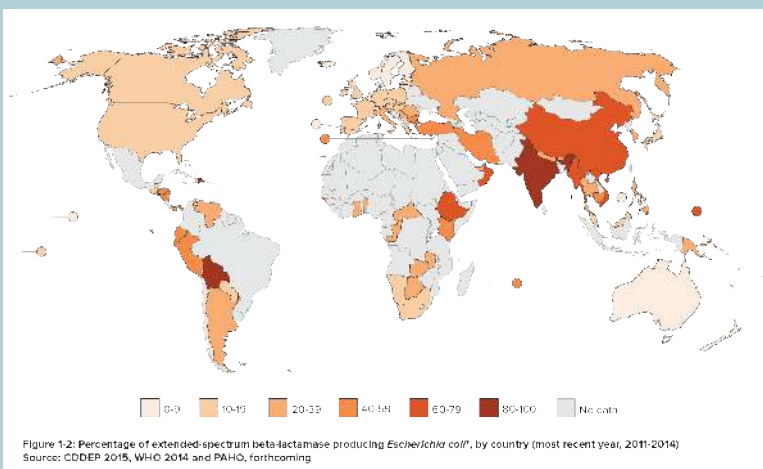 0-9
10-19
20-39
40-59
60-79
80-100
No data
Figure 1-2: Percentage of extended-spectrum beta-lactamase producing Escherichia coli*, by country (most recent year, 2011-2014)
Source: CDDEP 2015, WHO 2014 and PAHO, forthcoming